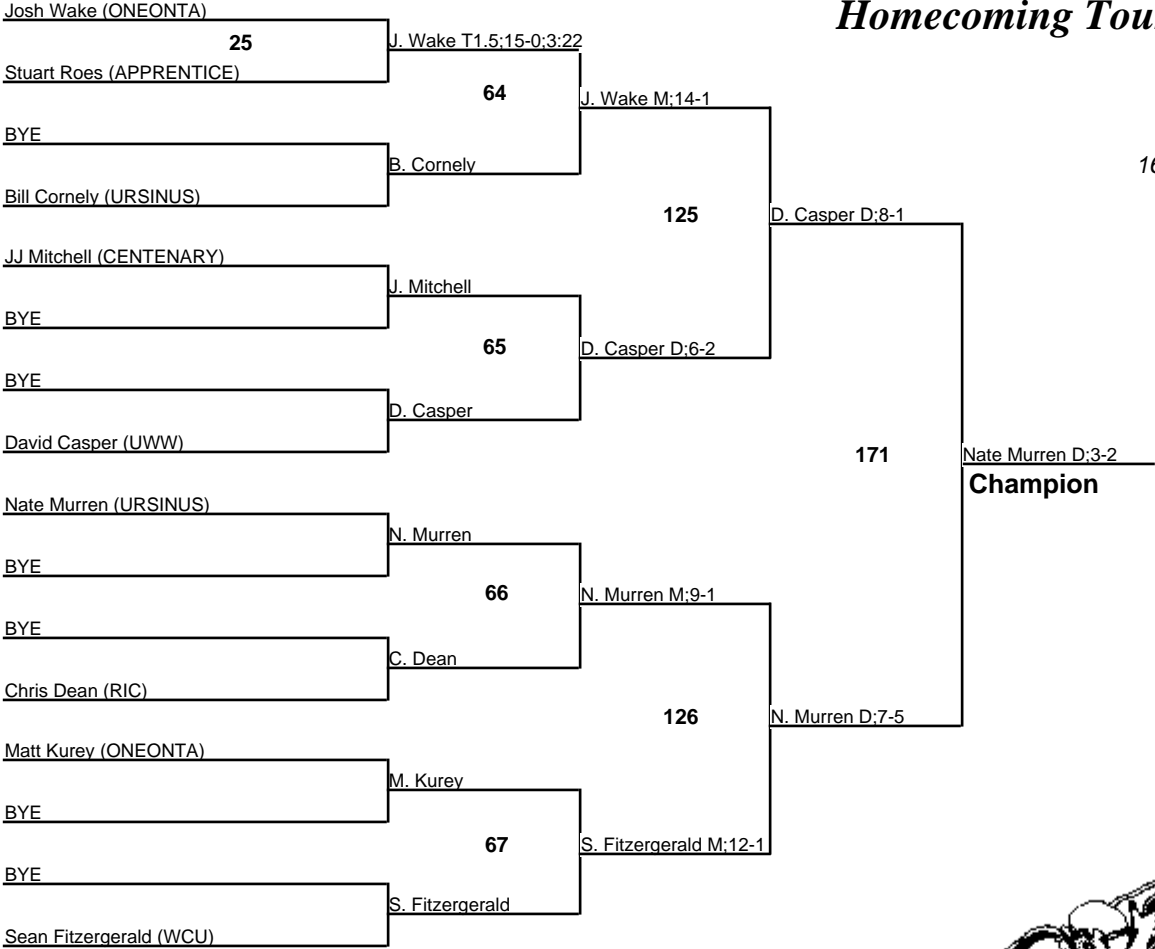 Josh Wake (ONEONTA)
Homecoming
25
J. Wake T1.5;15-0;3:22
Stuart Roes (APPRENTICE)
64
J. Wake M;14-1
BYE
B. Cornely
Bill Cornely (URSINUS)
125
D. Casper D;8-1
JJ Mitchell (CENTENARY)
J. Mitchell
BYE
65
D. Casper D;6-2
BYE
D. Casper
David Casper (UWW)
171
Nate Murren D;3-2
Champion
Nate Murren (URSINUS)
N. Murren
BYE
66
N. Murren M;9-1
BYE
C. Dean
Chris Dean (RIC)
126
N. Murren D;7-5
Matt Kurey (ONEONTA)
M. Kurey
BYE
67
S. Fitzergerald M;12-1
BYE
S. Fitzergerald
Sean Fitzergerald (WCU)